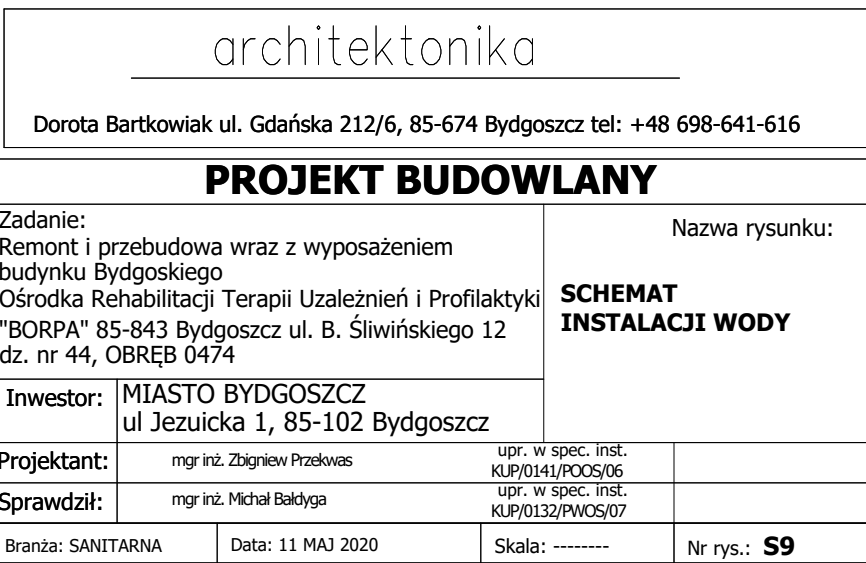 architektonika
Dorota Bartkowiak ul. Gdańska 212/6, 85-674 Bydgoszcz tel: +48 698-641-616
PROJEKT BUDOWLANY
Zadanie:
Remont i przebudowa wraz z wyposażeniem
budynku Bydgoskiego
Ośrodka Rehabilitacji Terapii Uzależnień i Profilaktyki
"BORPA" 85-843 Bydgoszcz ul. B. Śliwińskiego 12
dz. nr 44, OBRĘB 0474
Nazwa rysunku:
SCHEMAT
INSTALACJI WODY
Inwestor: MIASTO BYDGOSZCZ
ul Jezuicka 1, 85-102 Bydgoszcz
Projektant: mgr inż. Zbigniew Przekwas upr. w spec. inst.
KUP/0141/POOS/06
Sprawdził: mgr inż. Michał Bałdyga upr. w spec. inst.
KUP/0132/PWOS/07
Branża: SANITARNA Data: 11 MAJ 2020 Skala: -------- Nr rys.: S9